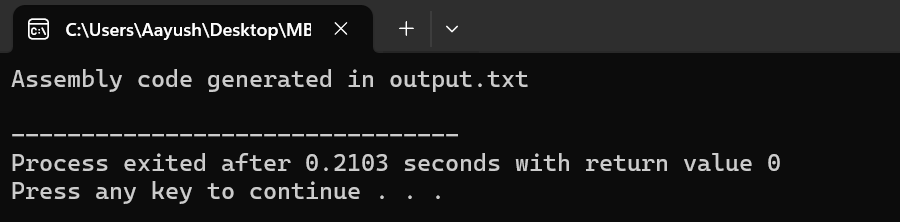 C:\Users\Aayush\Desktop\ME
Assembly code generated in output.txt
--------------------------------
Process exited after 0.2103 seconds with return value 0
Press any key to continue . . .